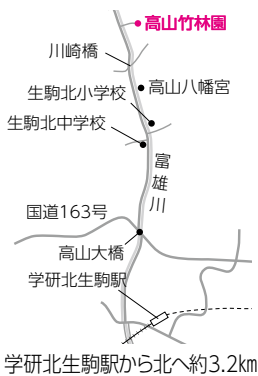 高山竹林園
川崎橋
高山八幡宮
生駒北小学校
生駒北中学校
富雄川
国道163号
高山大橋
学研北生駒駅
学研北生駒駅から北へ約3.2km